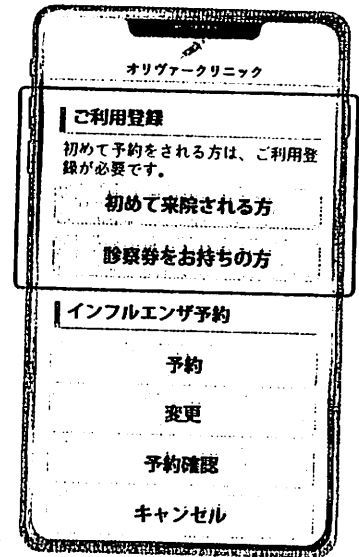 オリヴァークリニック
ご利用登録
初めて予約をされる方は、ご利用登
録が必要です。
初めて来院される方
診察券をお持ちの方
インフルエンザ予約
予約
変更
予約確認
キャンセル